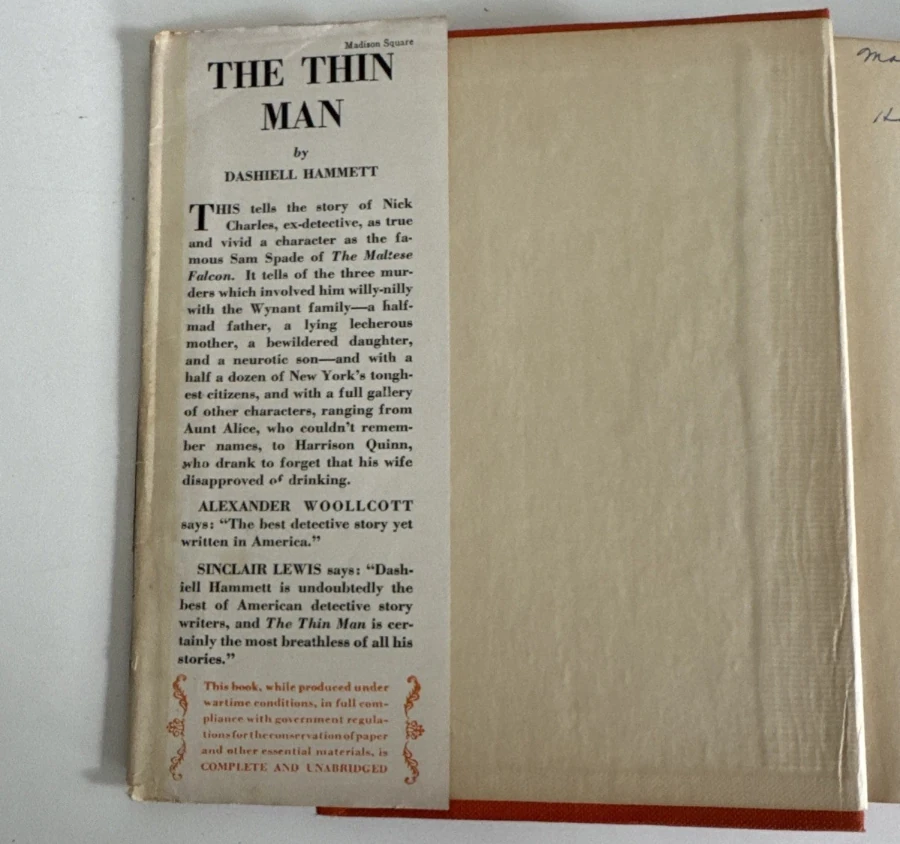 Madison Square
THE THIN
MAN
by
DASHIELL HAMMETT
THIS tells the story of Nick
Charles, ex-detective, as true
and vivid a character as the fa-
mous Sam Spade of The Maltese
Falcon. It tells of the three mur-
ders which involved him willy-nilly
with the Wynant family—a half-
mad father, a lying lecherous
mother, a bewildered daughter,
and a neurotic son—and with a
half a dozen of New York's tough-
est citizens, and with a full gallery
of other characters, ranging from
Aunt Alice, who couldn't remem-
ber names, to Harrison Quinn,
who drank to forget that his wife
disapproved of drinking.
ALEXANDER WOOLLCOTT
says: "The best detective story yet
written in America."
SINCLAIR LEWIS says: "Dash-
iell Hammett is undoubtedly the
best of American detective story
writers, and The Thin Man is cer-
tainly the most breathless of all his
stories."
This book, while produced under
wartime conditions, in full com-
pliance with government regula-
tions for the conservation of paper
and other essential materials, is
COMPLETE AND UNABRIDGED